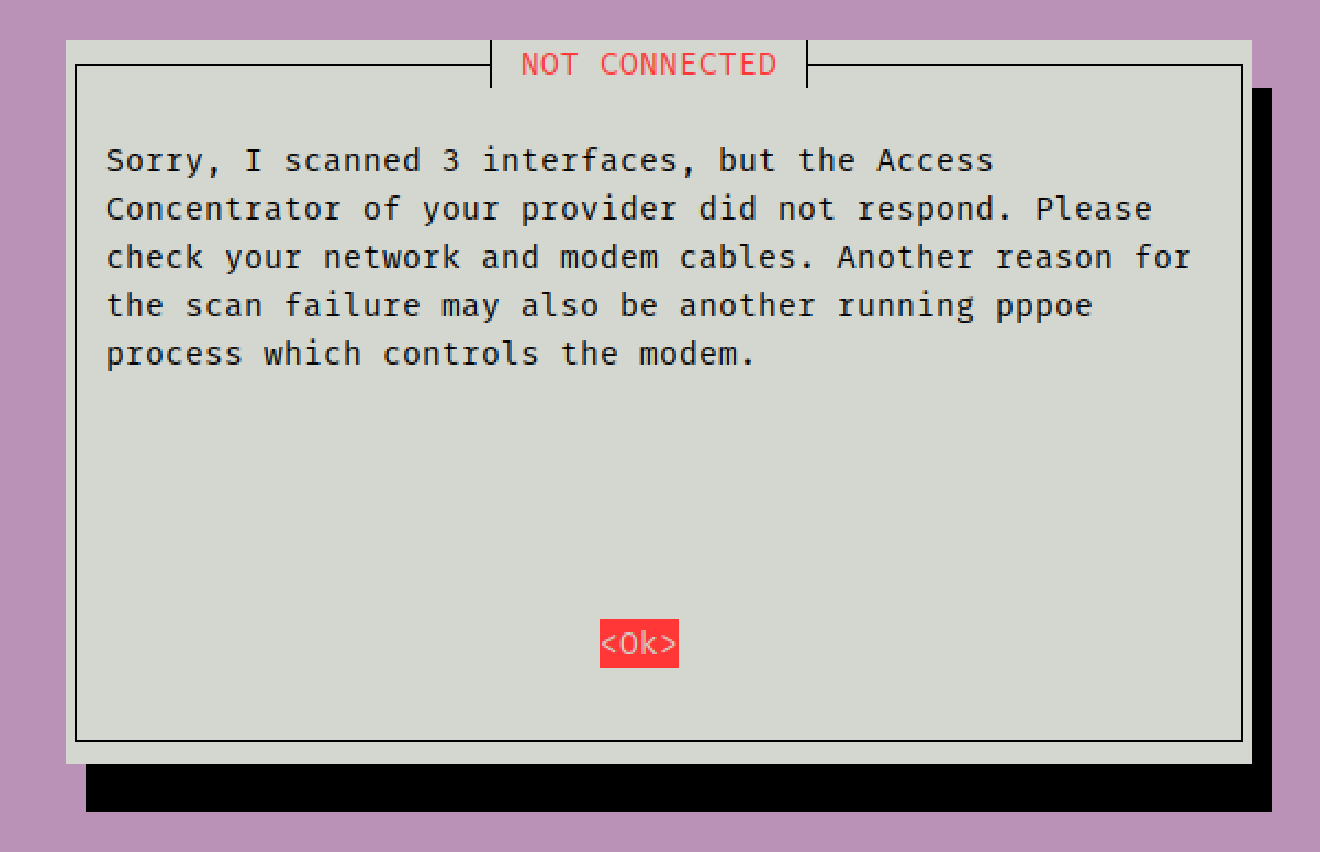 NOT CONNECTED
Sorry, I scanned 3 interfaces, but the Access
Concentrator of your provider did not respond. Please
check your network and modem cables. Another reason for
the scan failure may also be another running pppoe
process which controls the modem.
<Ok>